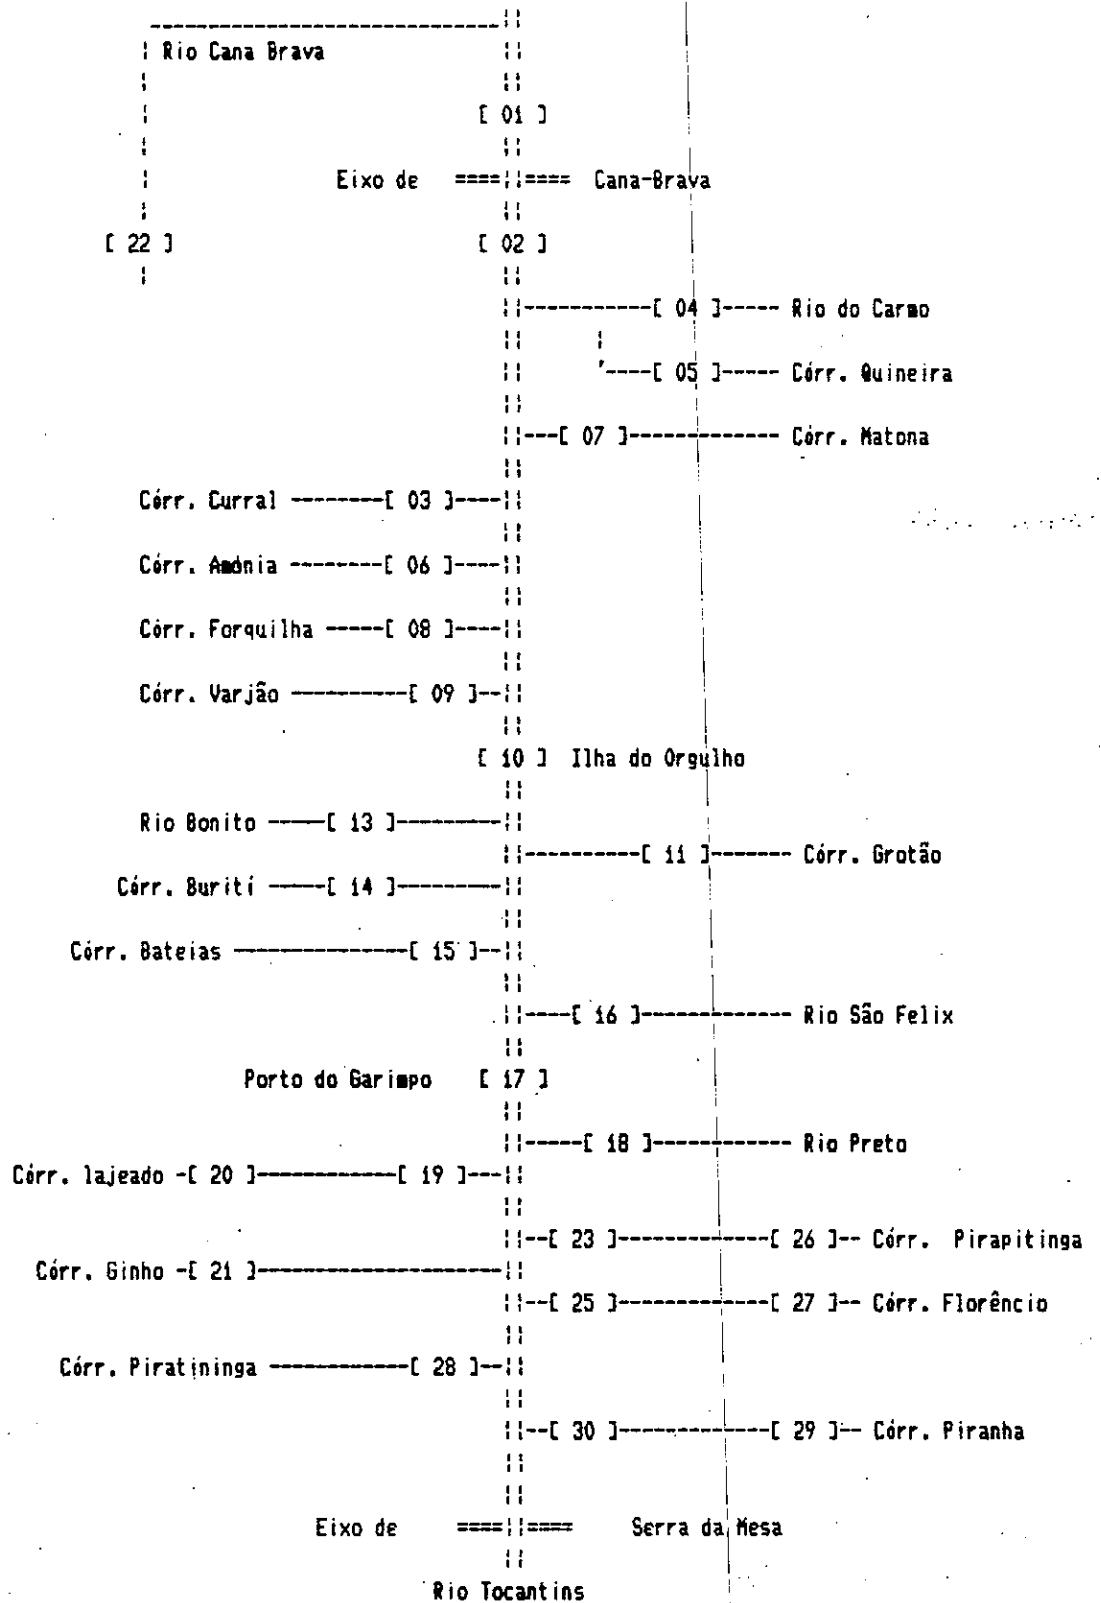 Rio Cana Brava
[ 01 ]
Eixo de ====||==== Cana-Brava
[ 22 ] [ 02 ]
[ 04 ]----- Rio do Carmo
[ 05 ]----- Córr. Quineira
[ 07 ]------------- Córr. Matona
Córr. Curral --------[ 03 ]----
Córr. Amônia --------[ 06 ]----
Córr. Forquilha -----[ 08 ]----
Córr. Varjão ----------[ 09 ]--
[ 10 ] Ilha do Orgulho
Rio Bonito -----[ 13 ]---------
----------[ 11 ]------- Córr. Grotão
Córr. Burití -----[ 14 ]---------
Córr. Bateias ---------------[ 15 ]--
----[ 16 ]------------- Rio São Felix
Porto do Garimpo [ 17 ]
-----[ 18 ]------------ Rio Preto
Córr. lajeado -[ 20 ]------------[ 19 ]---
--[ 23 ]-------------[ 26 ]-- Córr. Pirapitinga
Córr. Ginho -[ 21 ]---------------------
--[ 25 ]-------------[ 27 ]-- Córr. Florêncio
Córr. Piratininga ------------[ 28 ]--
--[ 30 ]-------------[ 29 ]-- Córr. Piranha
Eixo de ====||==== Serra da Mesa
Rio Tocantins